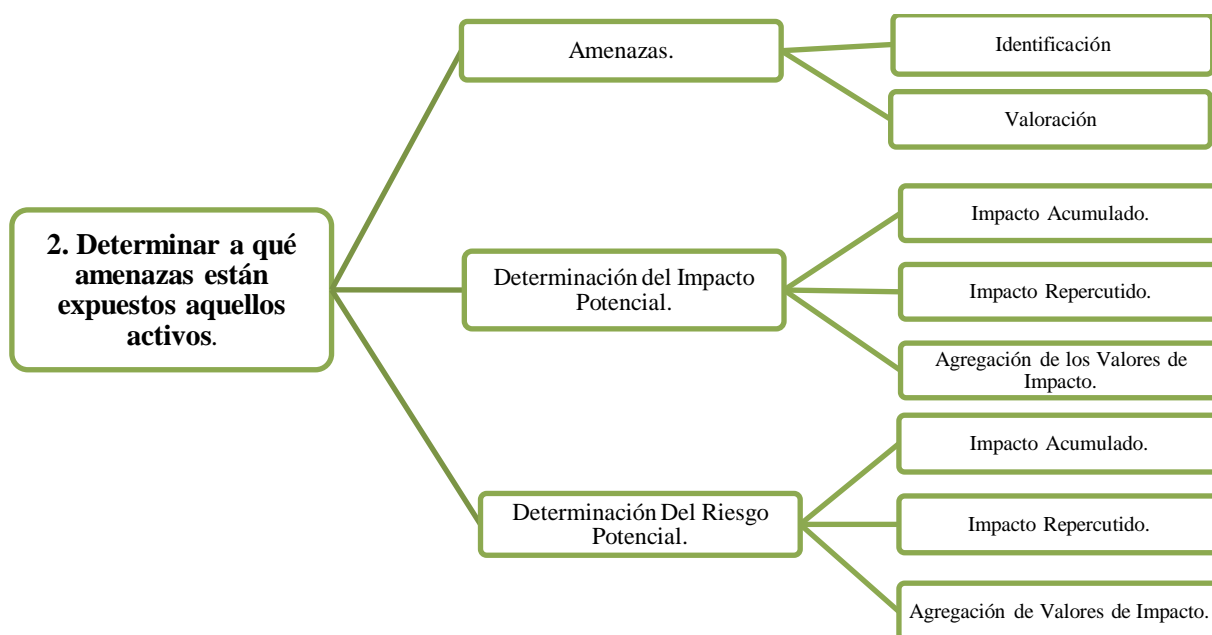 2. Determinar a qué
amenazas están
expuestos aquellos
activos.
Amenazas.
Identificación
Valoración
Determinación del Impacto
Potencial.
Impacto Acumulado.
Impacto Repercutido.
Agregación de los Valores de
Impacto.
Determinación Del Riesgo
Potencial.
Impacto Acumulado.
Impacto Repercutido.
Agregación de Valores de Impacto.